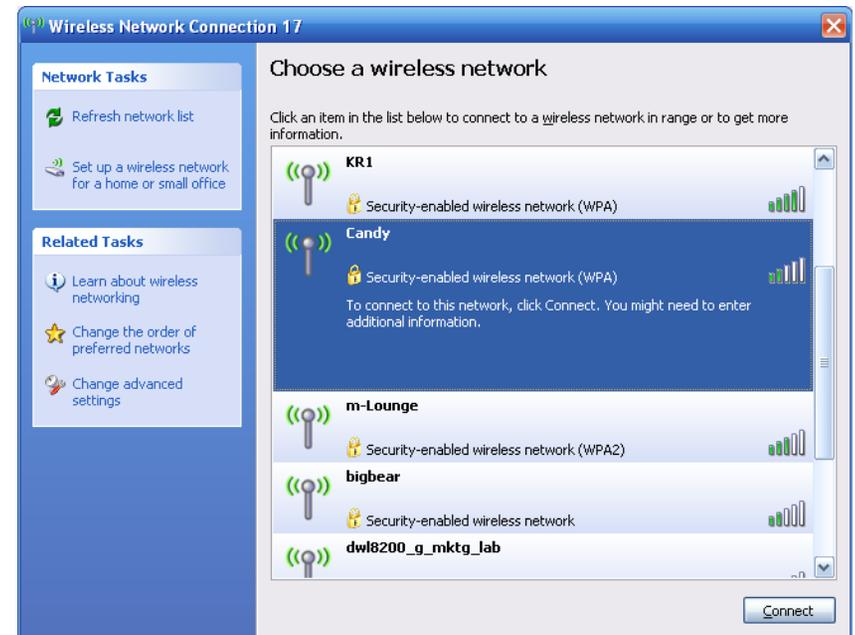 Wireless Network Connection 17
Network Tasks
Refresh network list
Set up a wireless network
for a home or small office
Related Tasks
Learn about wireless
networking
Change the order of
preferred networks
Change advanced
settings
Choose a wireless network
Click an item in the list below to connect to a wireless network in range or to get more
information.
KR1
Security-enabled wireless network (WPA)
Candy
Security-enabled wireless network (WPA)
To connect to this network, click Connect. You might need to enter
additional information.
m-Lounge
Security-enabled wireless network (WPA2)
bigbear
Security-enabled wireless network
dwl8200_g_mktg_lab
Connect